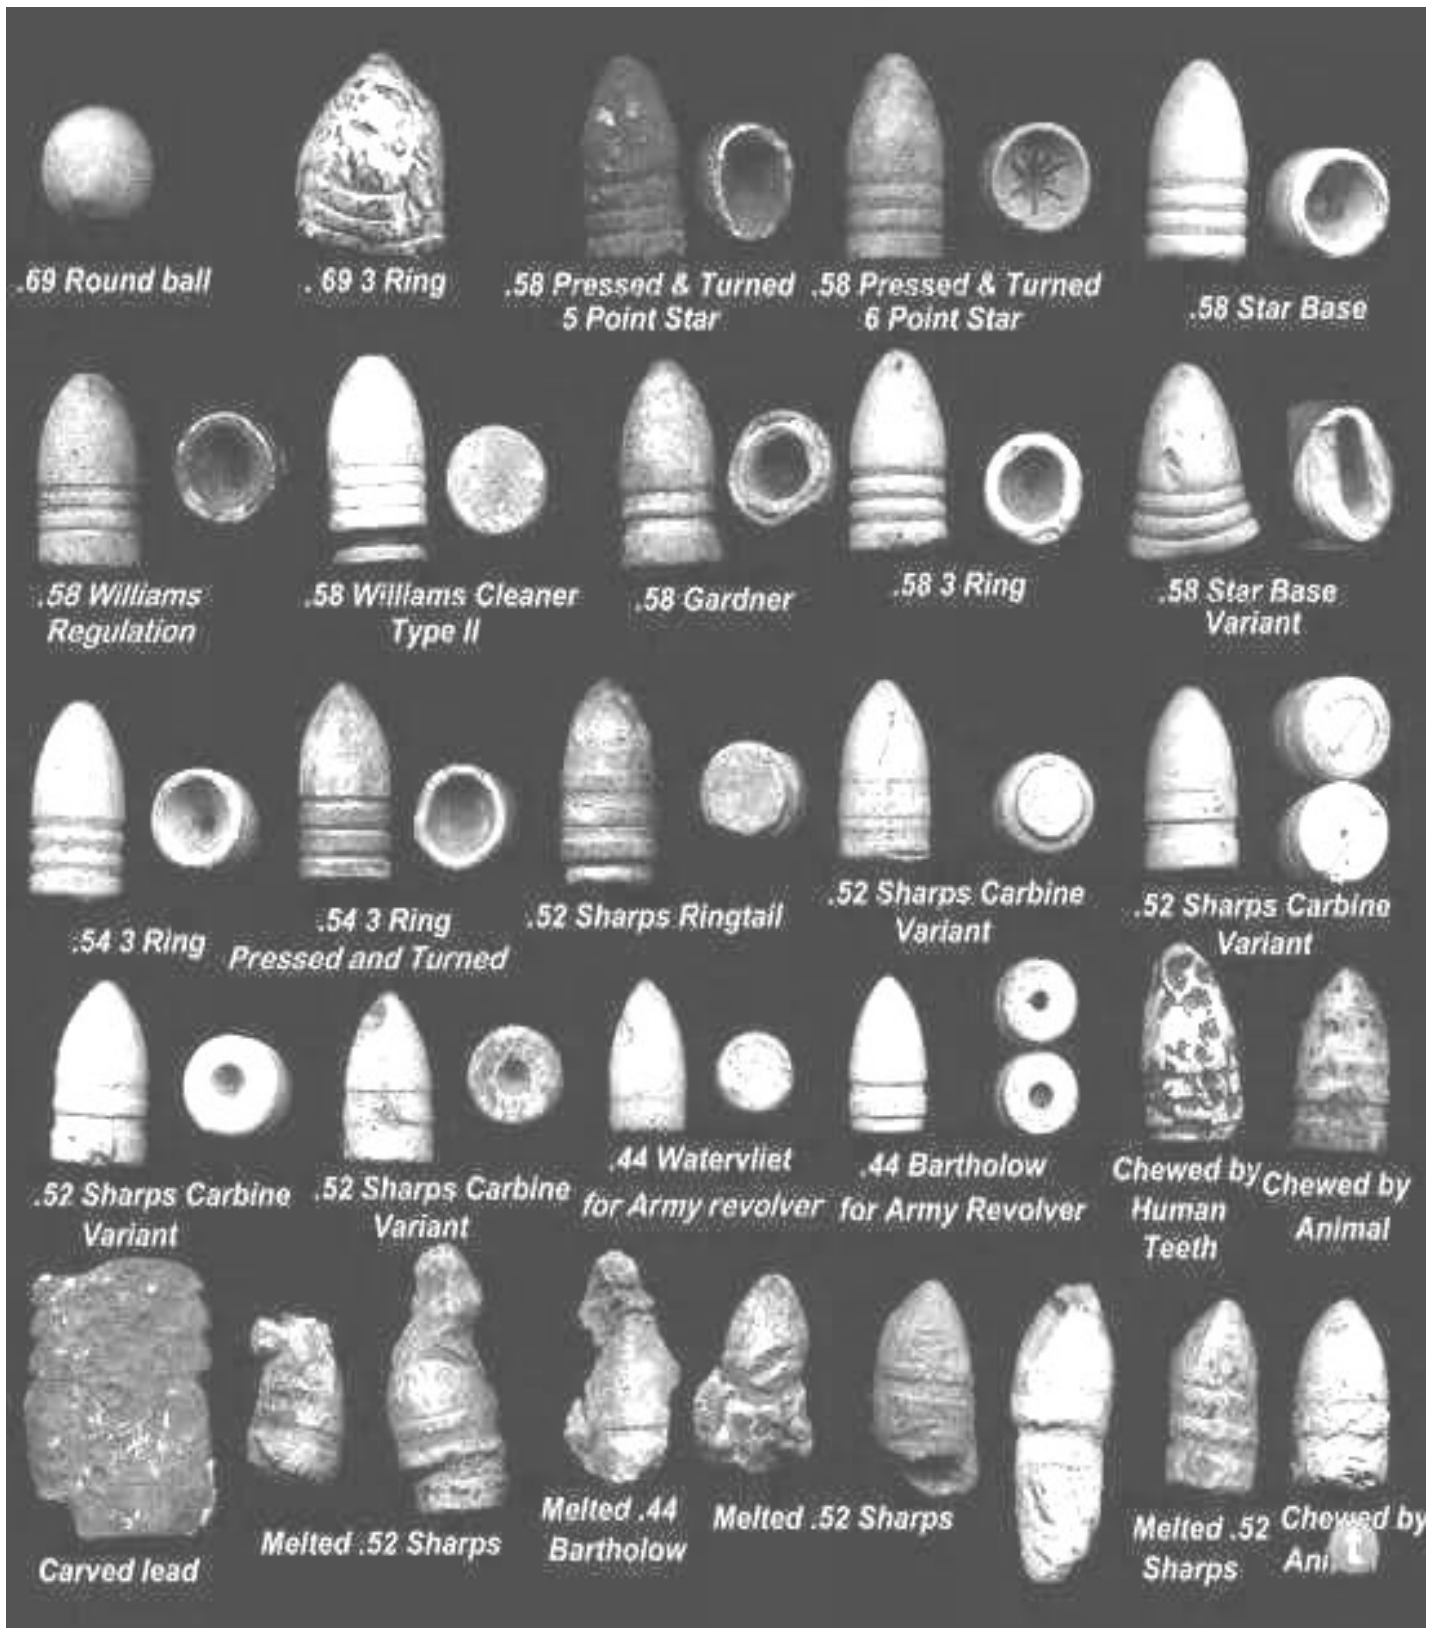 .69 Round ball
.69 3 Ring
.58 Pressed & Turned
5 Point Star
.58 Pressed & Turned
6 Point Star
.58 Star Base
.58 Williams
Regulation
.58 Williams Cleaner
Type II
.58 Gardner
.58 3 Ring
.58 Star Base
Variant
.54 3 Ring
.54 3 Ring
Pressed and Turned
.52 Sharps Ringtail
.52 Sharps Carbine
Variant
.52 Sharps Carbine
Variant
.52 Sharps Carbine
Variant
.52 Sharps Carbine
Variant
.44 Watervliet
for Army revolver
.44 Bartholow
for Army Revolver
Chewed by
Human
Teeth
Chewed by
Animal
Carved lead
Melted .52 Sharps
Melted .44
Bartholow
Melted .52 Sharps
Melted .52
Sharps
Chewed by